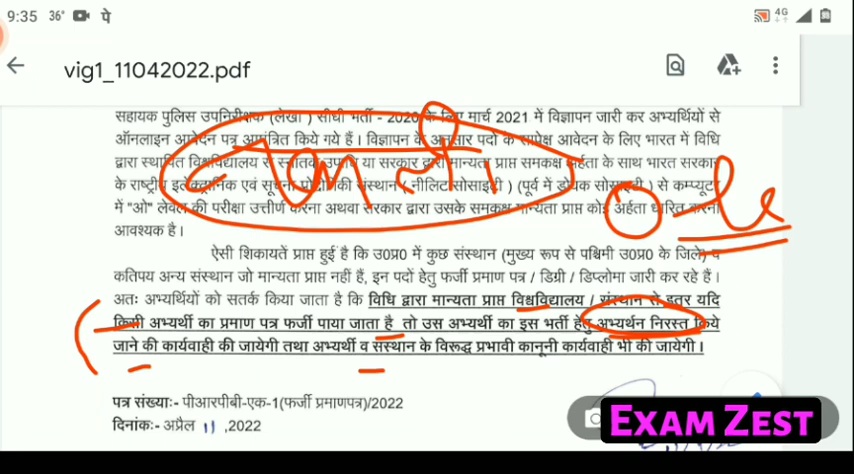 9:35 36° पे 4G
vig1_11042022.pdf
सहायक पुलिस उपनिरीक्षक (लेखा) सीधी भर्ती - 2020 के लिए मार्च 2021 में विज्ञापन जारी कर अभ्यर्थियों से
ऑनलाइन आवेदन पत्र आमंत्रित किये गये हैं। विज्ञापन के अनुसार पदों के सापेक्ष आवेदन के लिए भारत में विधि
द्वारा स्थापित विश्वविद्यालय से स्नातक उपाधि या सरकार द्वारा मान्यता प्राप्त समकक्ष अर्हता के साथ भारत सरकार
के राष्ट्रीय इलेक्ट्रानिक एवं सूचना प्रौद्योगिकी संस्थान (नीलिट सोसाइटी) (पूर्व में डोयक सोसाइटी) से कम्प्यूटर
में "ओ" लेवल की परीक्षा उत्तीर्ण करना अथवा सरकार द्वारा उसके समकक्ष मान्यता प्राप्त कोई अर्हता धारित करना
आवश्यक है।
ऐसी शिकायतें प्राप्त हुई है कि उ0प्र0 में कुछ संस्थान (मुख्य रूप से पश्चिमी उ0प्र0 के जिले) व
कतिपय अन्य संस्थान जो मान्यता प्राप्त नहीं हैं, इन पदों हेतु फर्जी प्रमाण पत्र / डिग्री / डिप्लोमा जारी कर रहे हैं।
अतः अभ्यर्थियों को सतर्क किया जाता है कि विधि द्वारा मान्यता प्राप्त विश्वविद्यालय / संस्थान से इतर यदि
किसी अभ्यर्थी का प्रमाण पत्र फर्जी पाया जाता है तो उस अभ्यर्थी का इस भर्ती हेतु अभ्यर्थन निरस्त किये
जाने की कार्यवाही की जायेगी तथा अभ्यर्थी व संस्थान के विरूद्ध प्रभावी कानूनी कार्यवाही भी की जायेगी।
पत्र संख्याः- पीआरपीबी-एक-1(फर्जी प्रमाणपत्र)/2022
दिनांकः- अप्रैल 11 ,2022
EXAM ZEST